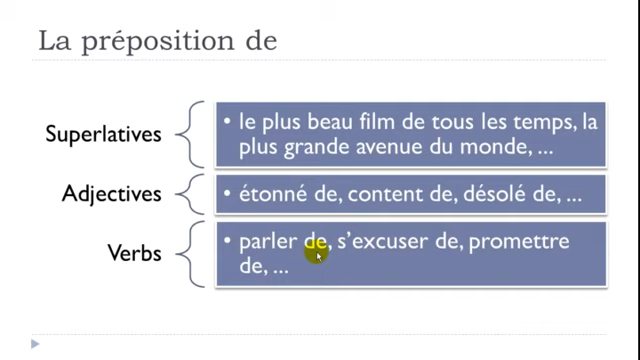 La préposition de
Superlatives
• le plus beau film de tous les temps, la
plus grande avenue du monde, ...
Adjectives
• étonné de, content de, désolé de, ...
Verbs
• parler de, s'excuser de, promettre
de, ...